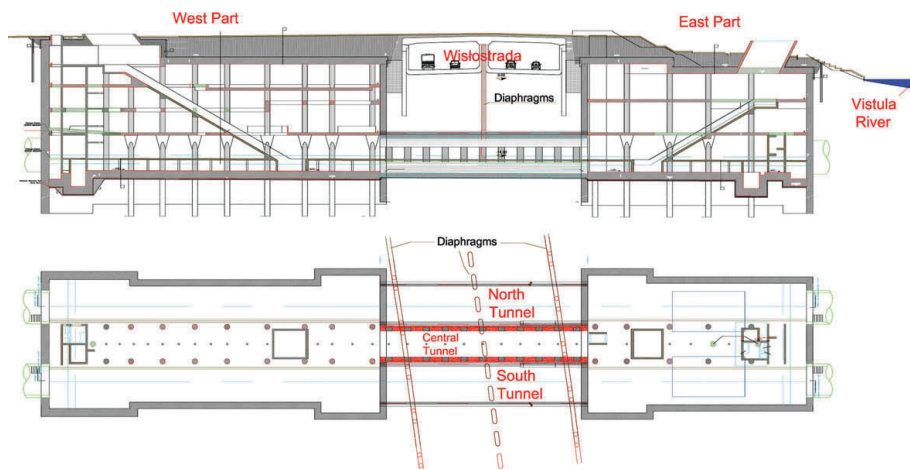 West Part
East Part
Wisłostrada
Diaphragms
Vistula
River
Diaphragms
North
Tunnel
Central
Tunnel
South
Tunnel